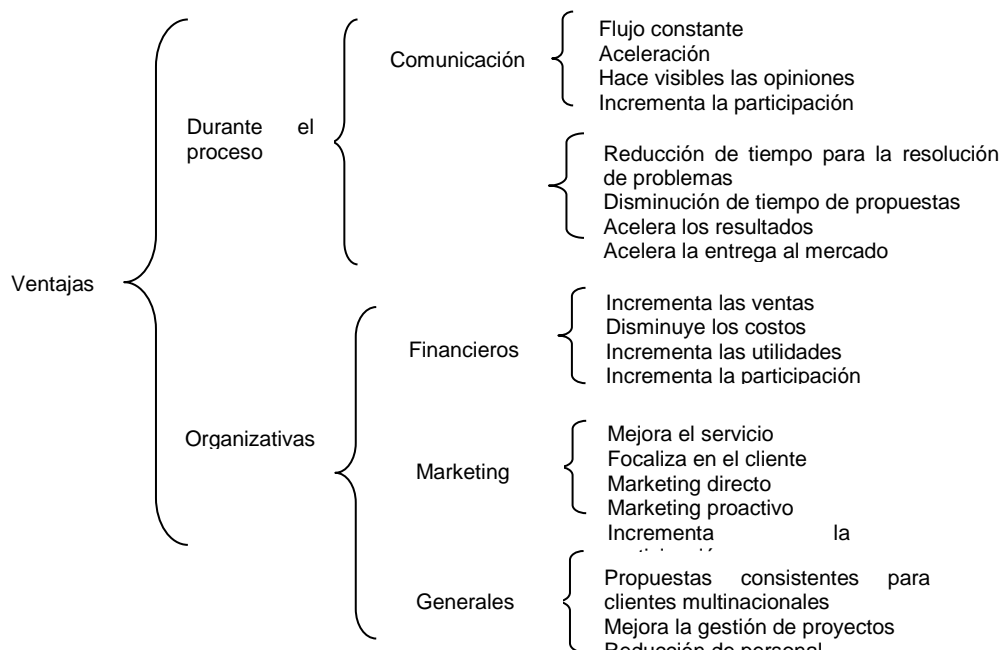 Ventajas
Durante el
proceso
Comunicación
Flujo constante
Aceleración
Hace visibles las opiniones
Incrementa la participación
Reducción de tiempo para la resolución
de problemas
Disminución de tiempo de propuestas
Acelera los resultados
Acelera la entrega al mercado
Organizativas
Financieros
Incrementa las ventas
Disminuye los costos
Incrementa las utilidades
Incrementa la participación
Marketing
Mejora el servicio
Focaliza en el cliente
Marketing directo
Marketing proactivo
Incrementa la
Generales
Propuestas consistentes para
clientes multinacionales
Mejora la gestión de proyectos
Reducción de personal